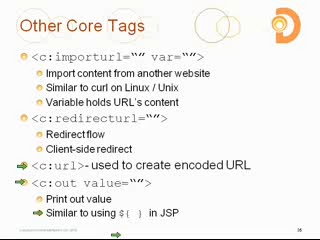 Other Core Tags
<c:importurl="" var="">
Import content from another website
Similar to curl on Linux / Unix
Variable holds URL's content
<c:redirecturl="">
Redirect flow
Client-side redirect
<c:url>- used to create encoded URL
<c:out value="">
Print out value
Similar to using ${ } in JSP